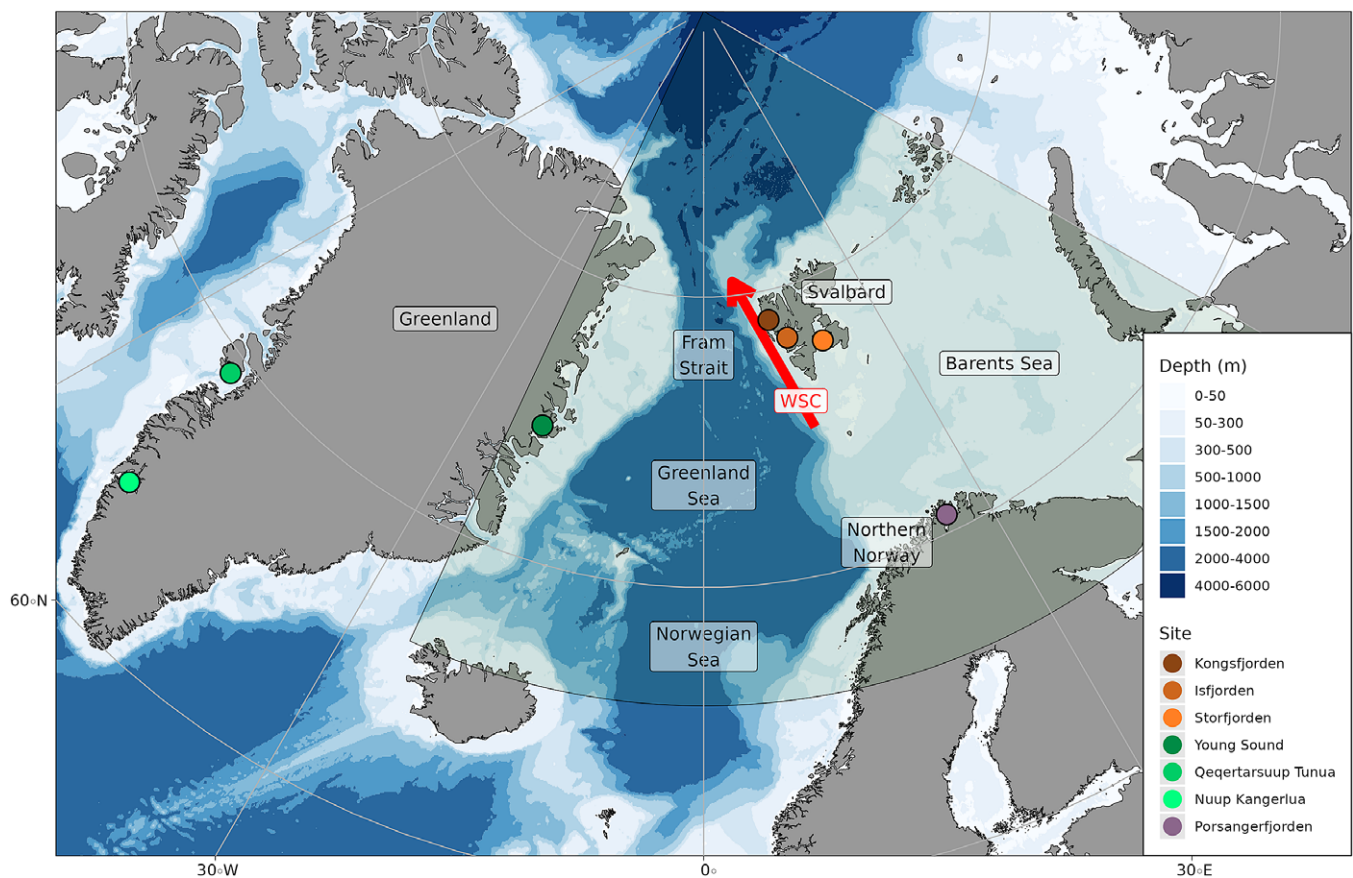 Greenland
Svalbard
Fram
Strait
Barents Sea
WSC
Greenland
Sea
Northern
Norway
Norwegian
Sea
60°N
30°W
0°
30°E
Depth (m)
0-50
50-300
300-500
500-1000
1000-1500
1500-2000
2000-4000
4000-6000
Site
Kongsfjorden
Isfjorden
Storfjorden
Young Sound
Qeqertarsuup Tunua
Nuup Kangerlua
Porsangerfjorden